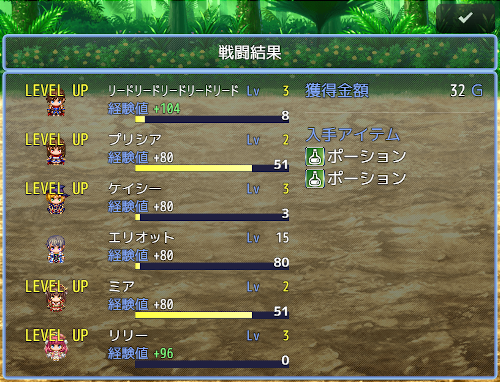 戦闘結果
LEVEL UP リードリードリードリードリード Lv 3
経験値 +104
8
LEVEL UP プリシア Lv 2
経験値 +80
51
LEVEL UP ケイシー Lv 3
経験値 +80
3
エリオット Lv 15
経験値 +80
80
LEVEL UP ミア Lv 2
経験値 +80
51
LEVEL UP リリー Lv 3
経験値 +96
0
獲得金額 32 G
入手アイテム
ポーション
ポーション